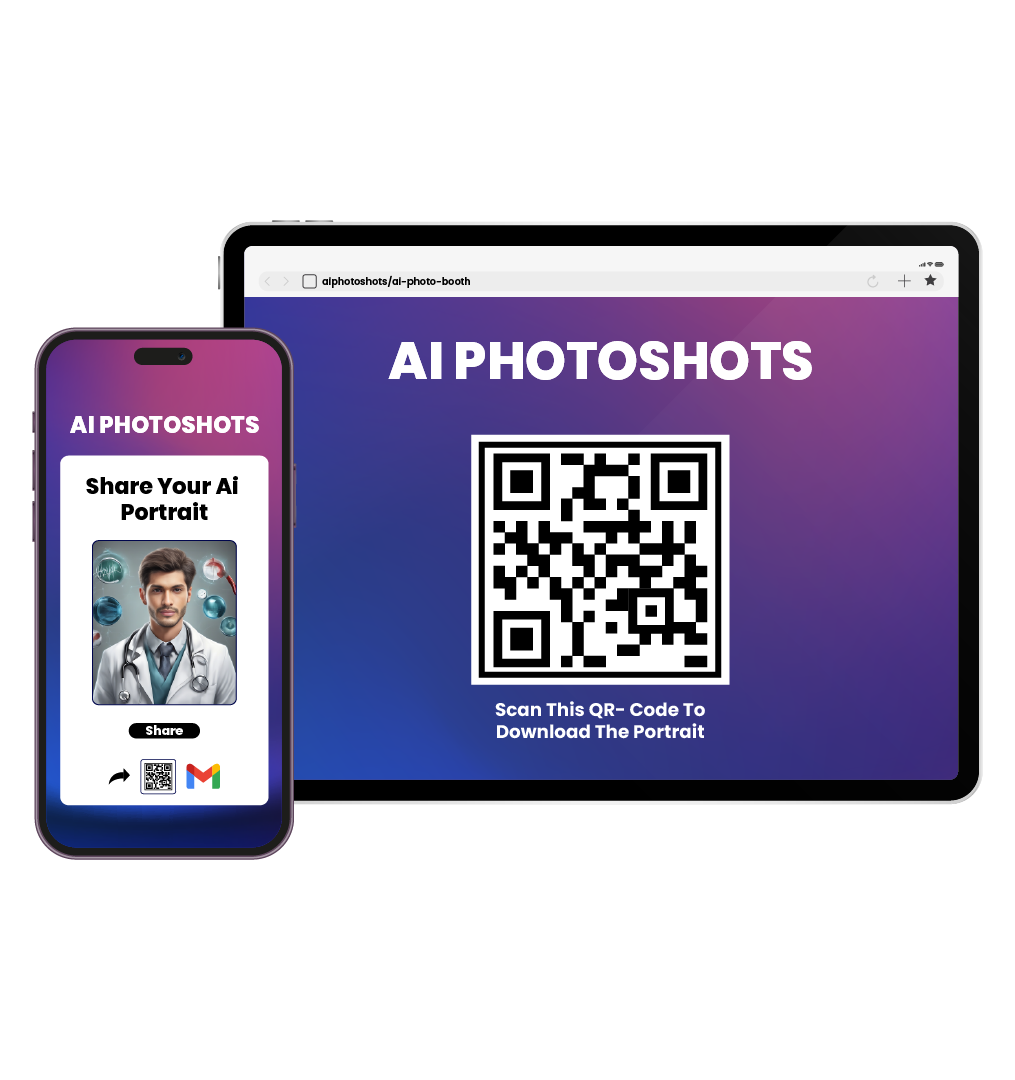 aiphotoshots/ai-photo-booth
AI PHOTOSHOTS
Scan This QR- Code To
Download The Portrait
AI PHOTOSHOTS
Share Your Ai
Portrait
Share